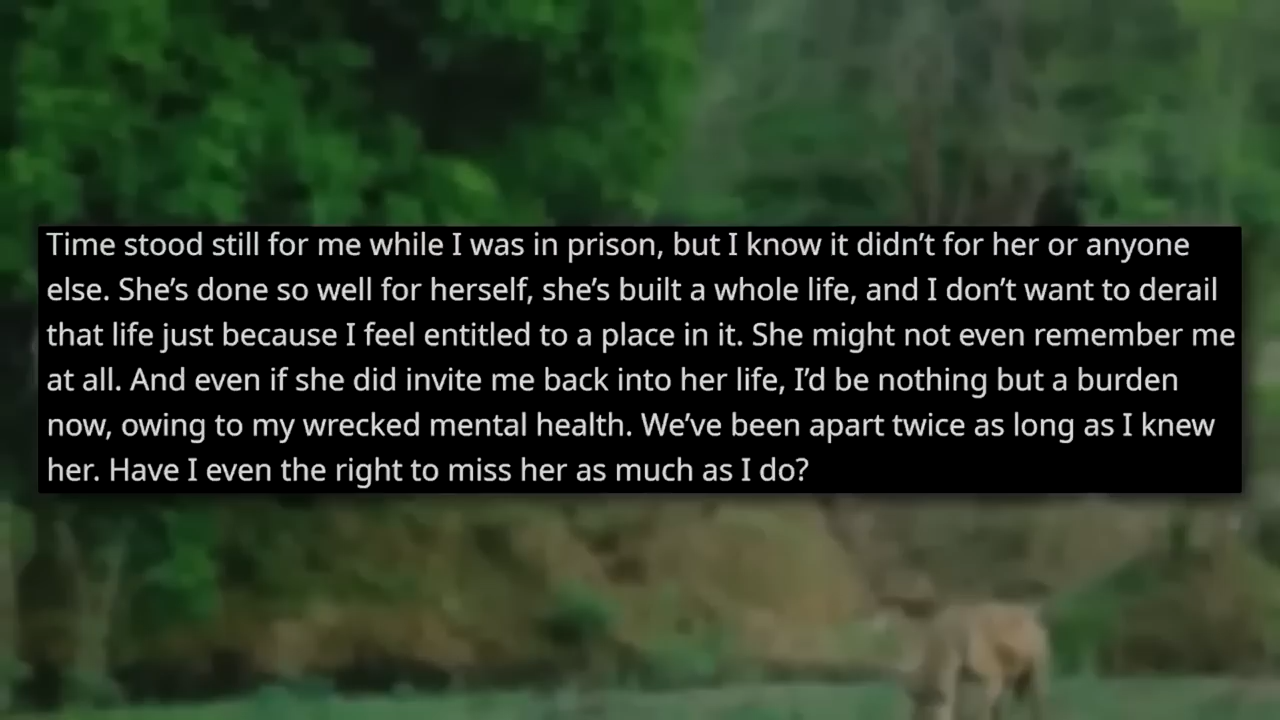 Time stood still for me while I was in prison, but I know it didn’t for her or anyone
else. She’s done so well for herself, she’s built a whole life, and I don’t want to derail
that life just because I feel entitled to a place in it. She might not even remember me
at all. And even if she did invite me back into her life, I’d be nothing but a burden
now, owing to my wrecked mental health. We’ve been apart twice as long as I knew
her. Have I even the right to miss her as much as I do?